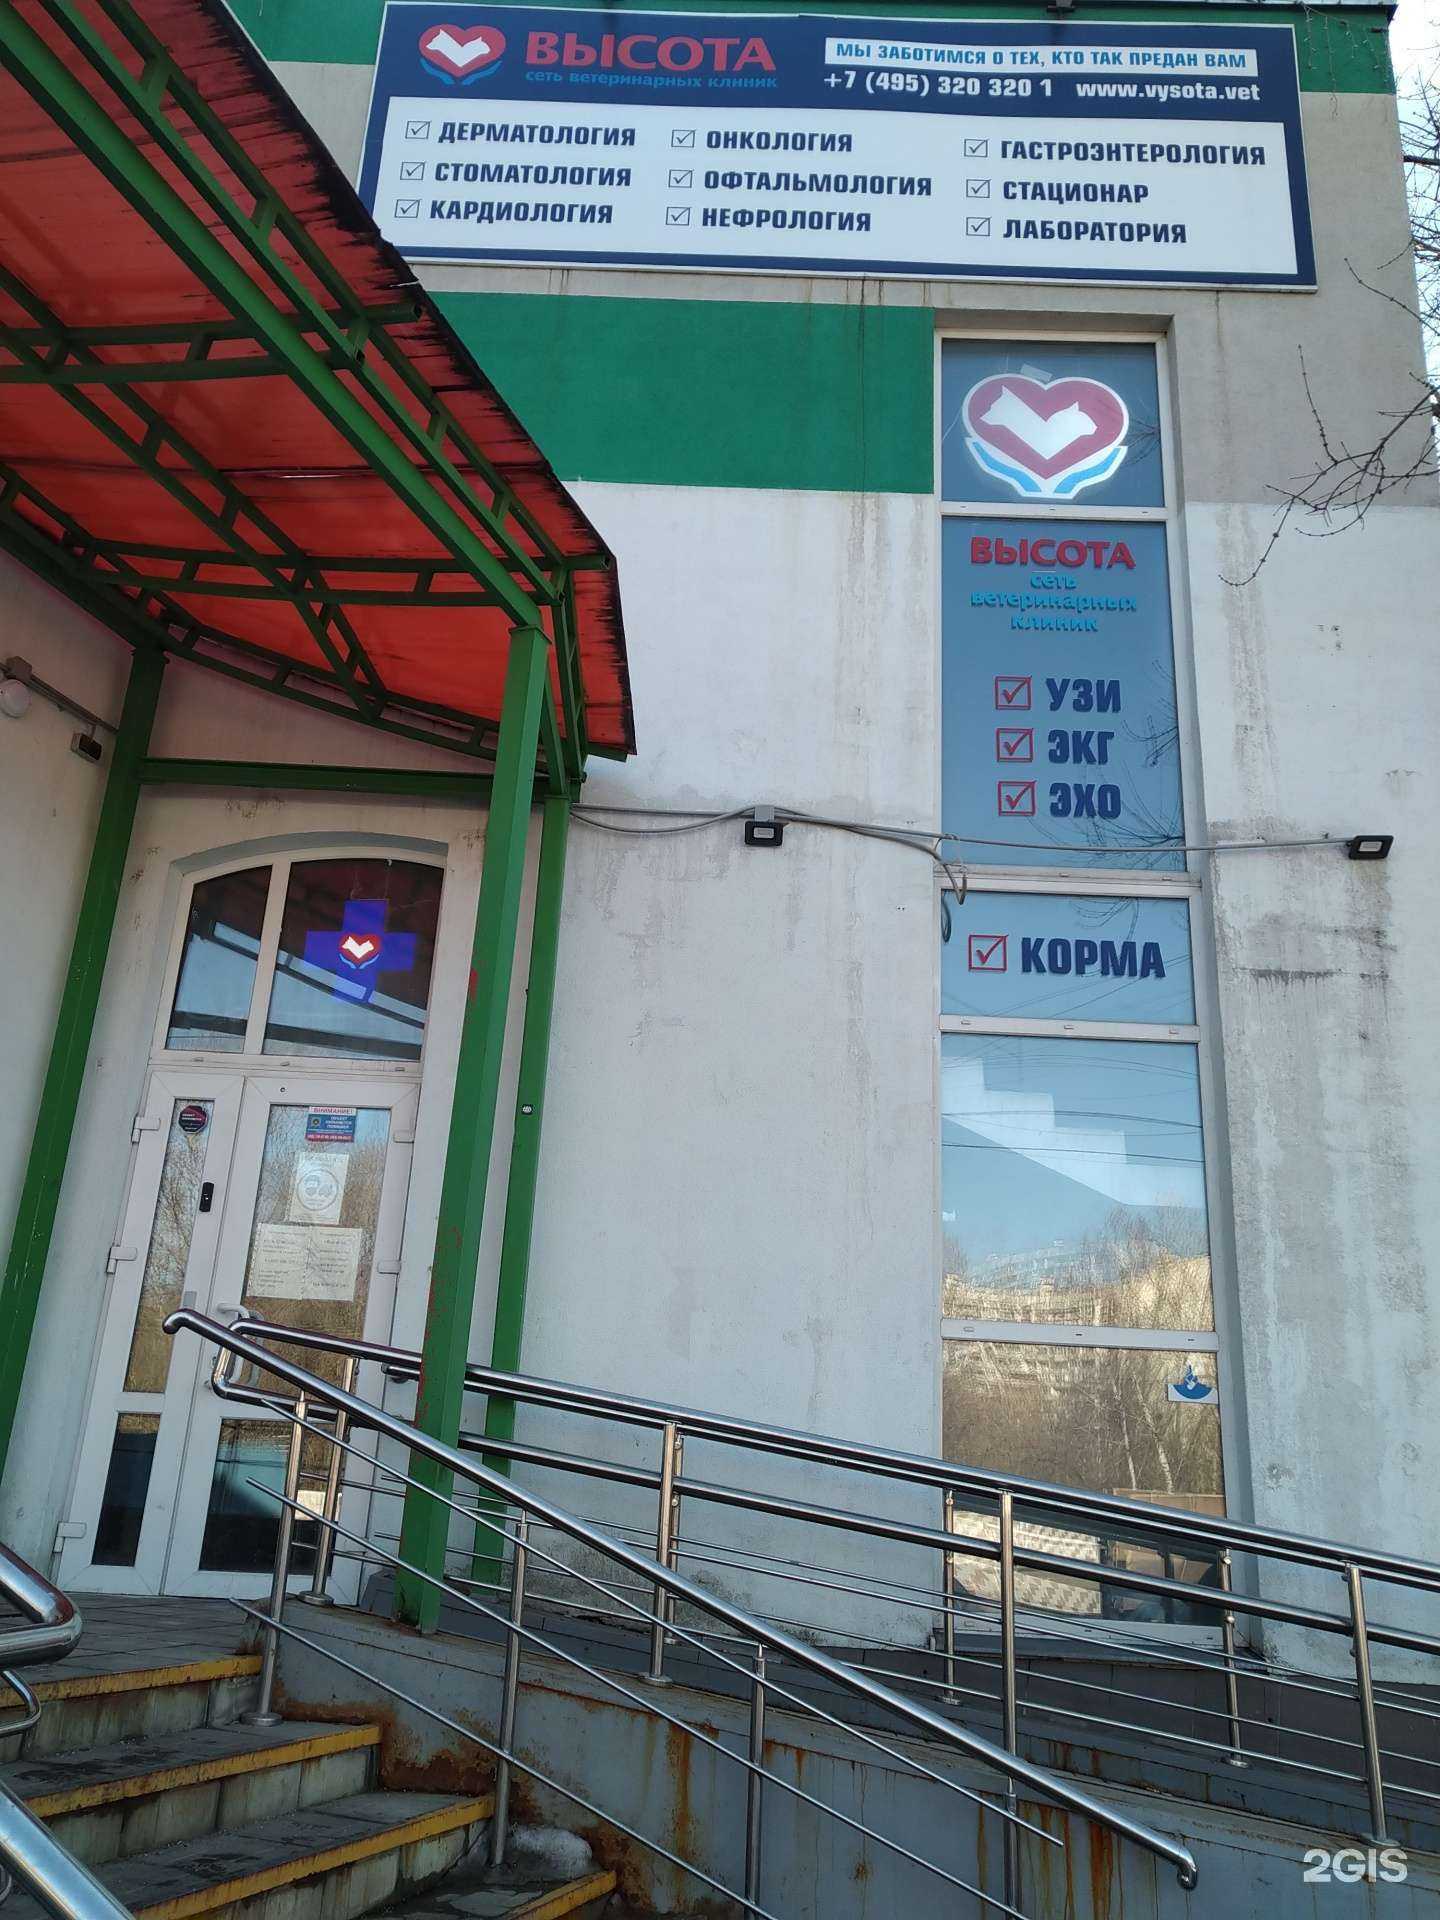 ВЫСОТА
сеть ветеринарных клиник
МЫ ЗАБОТИМСЯ О ТЕХ, КТО ТАК ПРЕДАН ВАМ
+7 (495) 320 320 1 www.vysota.vet
ДЕРМАТОЛОГИЯ
СТОМАТОЛОГИЯ
КАРДИОЛОГИЯ
ОНКОЛОГИЯ
ОФТАЛЬМОЛОГИЯ
НЕФРОЛОГИЯ
ГАСТРОЭНТЕРОЛОГИЯ
СТАЦИОНАР
ЛАБОРАТОРИЯ
ВЫСОТА
сеть
ветеринарных
клиник
УЗИ
ЭКГ
ЭХО
КОРМА
ВНИМАНИЕ!
2GIS